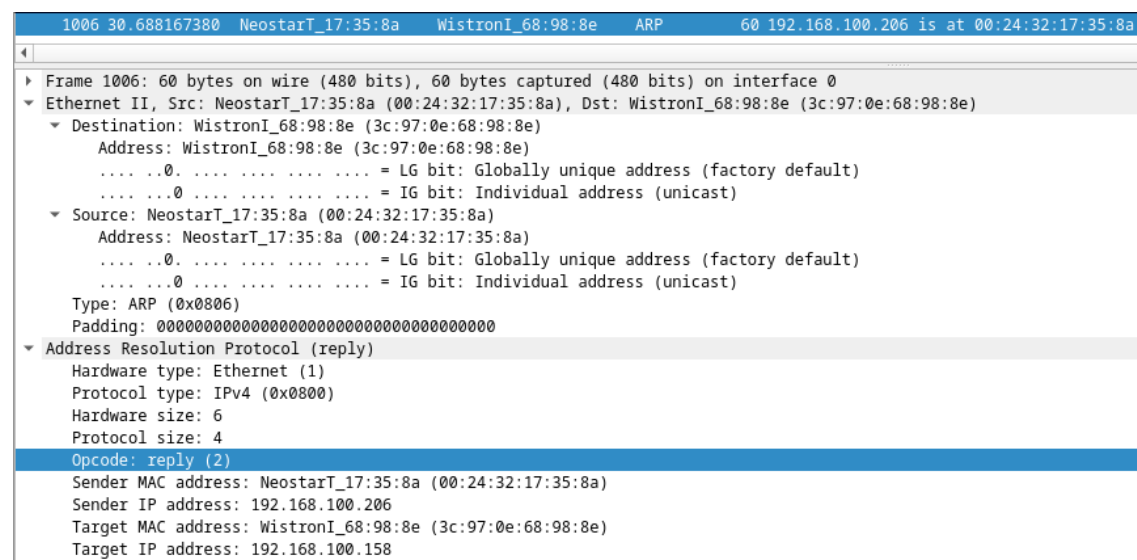 1006 30.688167380 NeostarT_17:35:8a WistronI_68:98:8e ARP 60 192.168.100.206 is at 00:24:32:17:35:8a
Frame 1006: 60 bytes on wire (480 bits), 60 bytes captured (480 bits) on interface 0
Ethernet II, Src: NeostarT_17:35:8a (00:24:32:17:35:8a), Dst: WistronI_68:98:8e (3c:97:0e:68:98:8e)
Destination: WistronI_68:98:8e (3c:97:0e:68:98:8e)
Address: WistronI_68:98:8e (3c:97:0e:68:98:8e)
.... ..0. .... .... .... .... = LG bit: Globally unique address (factory default)
.... ...0 .... .... .... .... = IG bit: Individual address (unicast)
Source: NeostarT_17:35:8a (00:24:32:17:35:8a)
Address: NeostarT_17:35:8a (00:24:32:17:35:8a)
.... ..0. .... .... .... .... = LG bit: Globally unique address (factory default)
.... ...0 .... .... .... .... = IG bit: Individual address (unicast)
Type: ARP (0x0806)
Padding: 000000000000000000000000000000000000
Address Resolution Protocol (reply)
Hardware type: Ethernet (1)
Protocol type: IPv4 (0x0800)
Hardware size: 6
Protocol size: 4
Opcode: reply (2)
Sender MAC address: NeostarT_17:35:8a (00:24:32:17:35:8a)
Sender IP address: 192.168.100.206
Target MAC address: WistronI_68:98:8e (3c:97:0e:68:98:8e)
Target IP address: 192.168.100.158